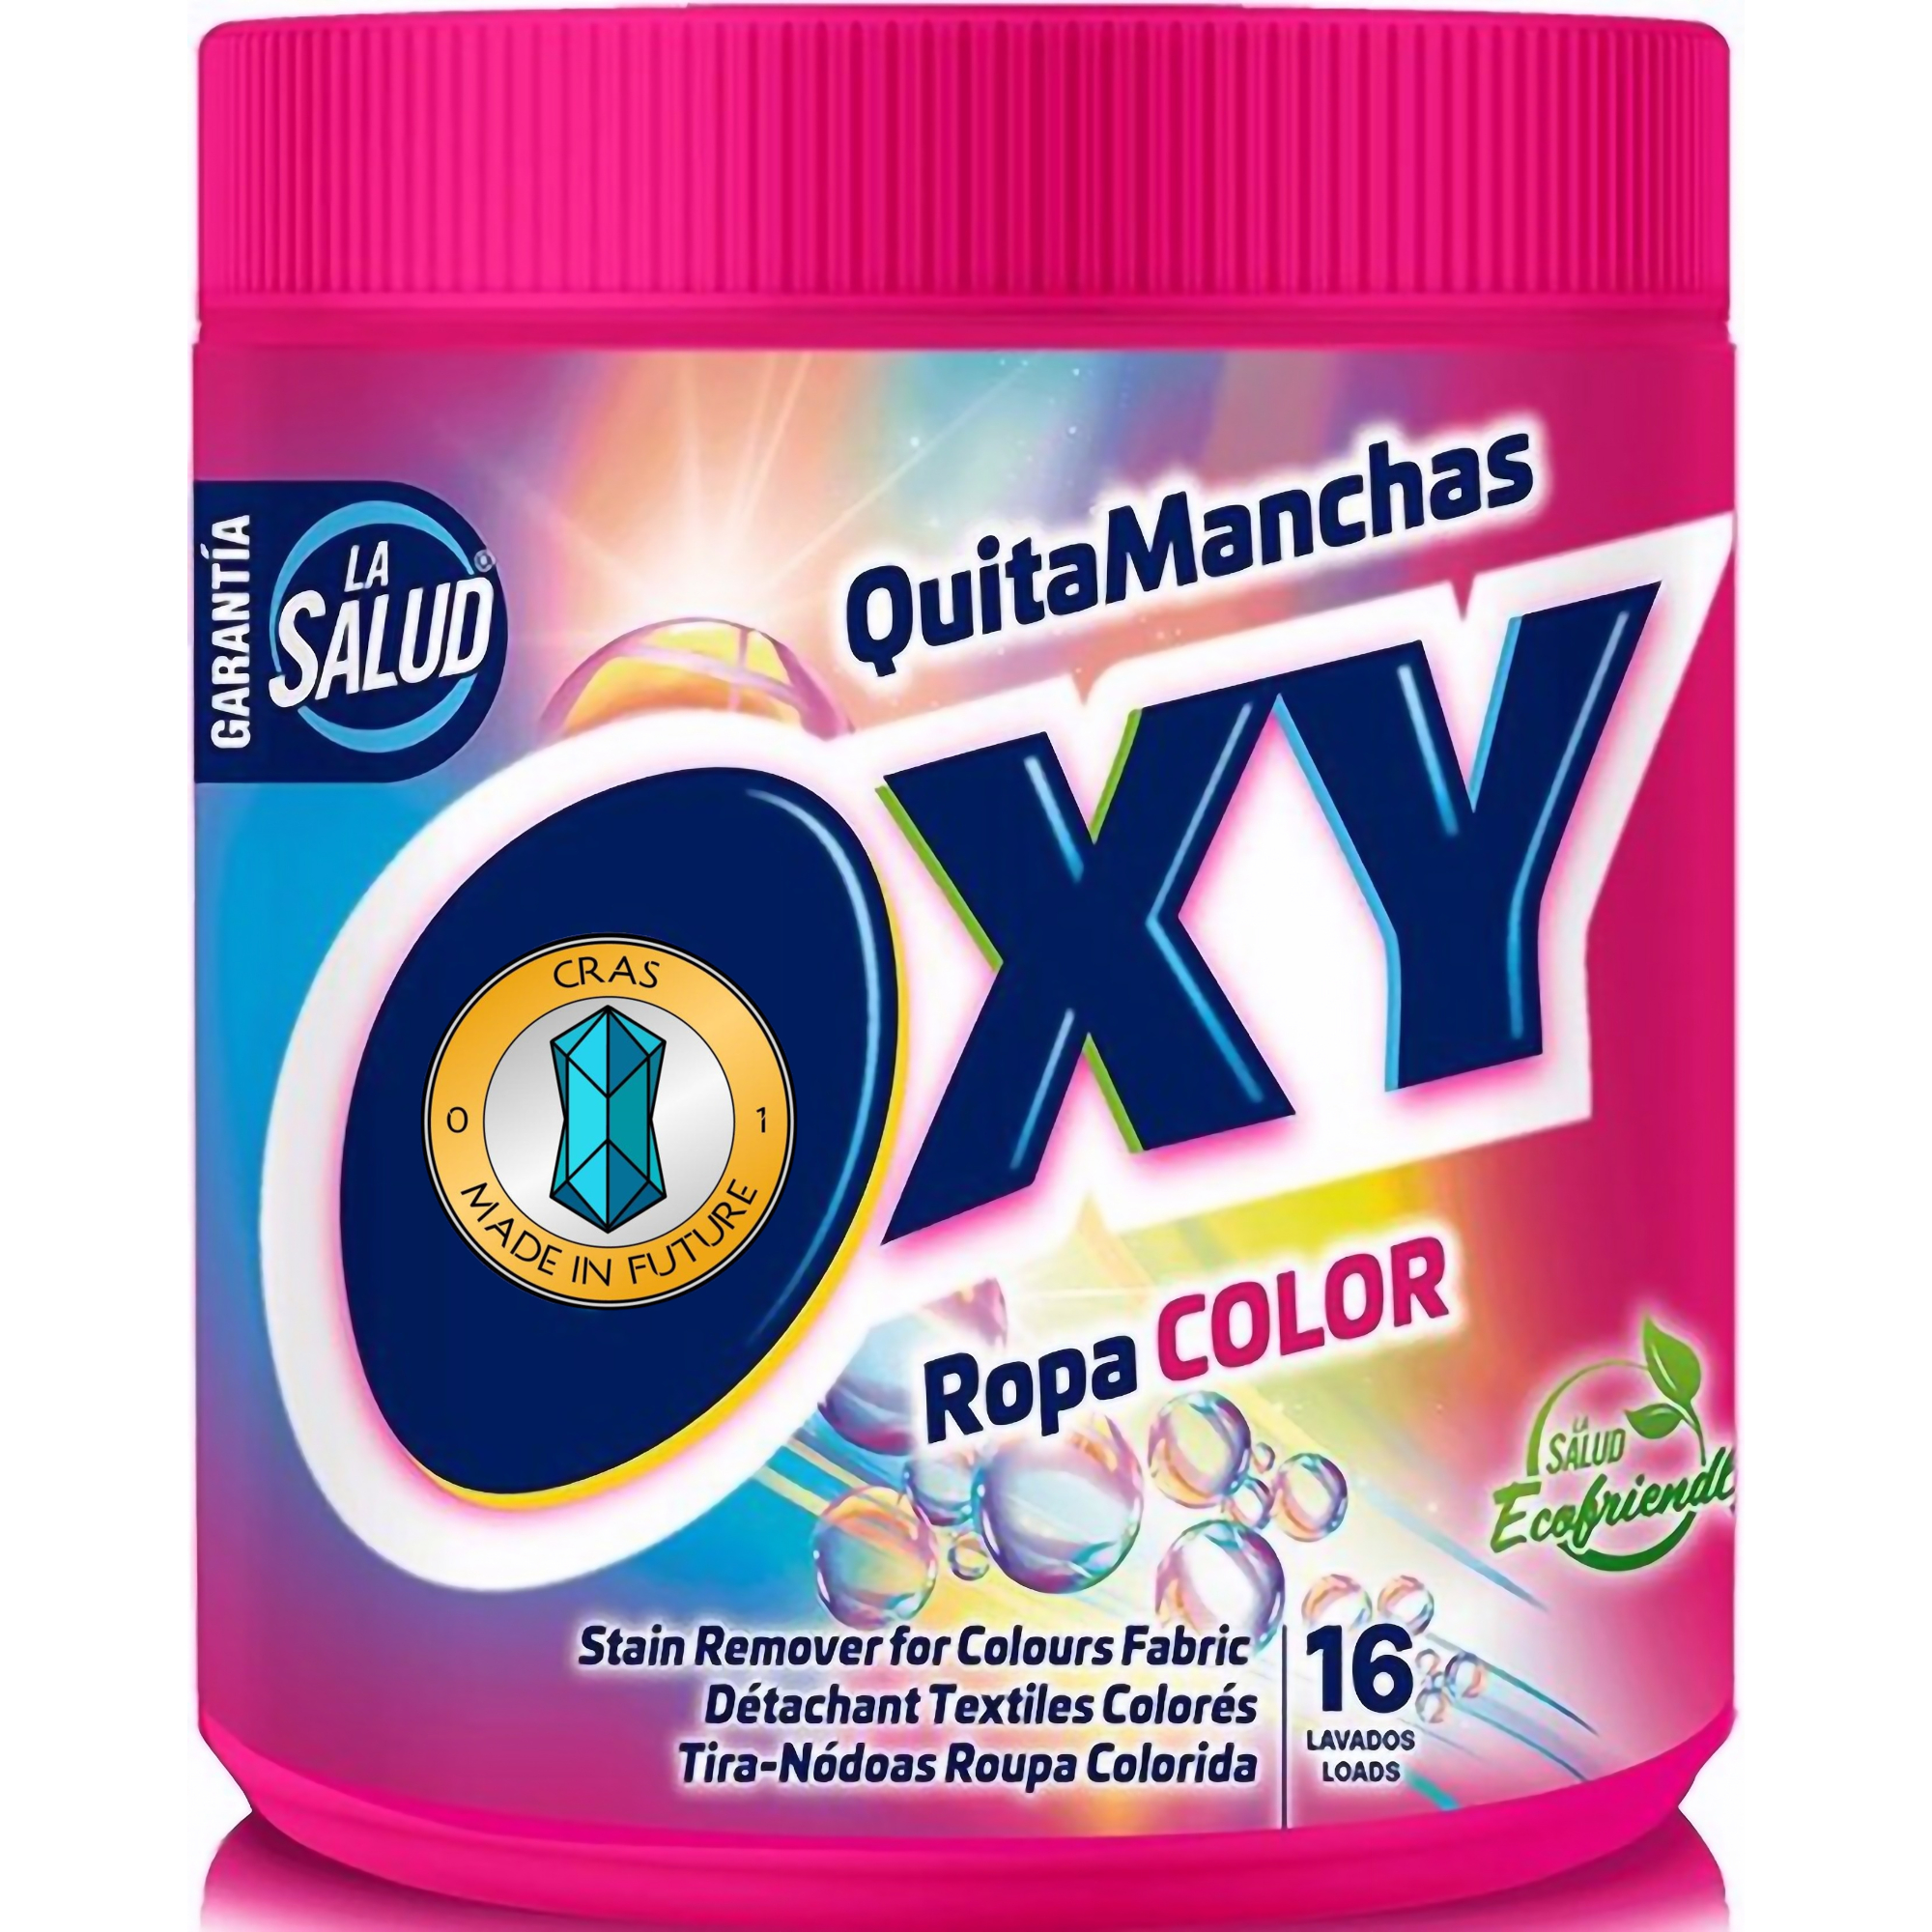 GARANTÍA
LA
SALUD®
QuitaManchas
OXY
CRAS
0 1
MADE IN FUTURE
Ropa COLOR
LA
SALUD
Ecofriendly
Stain Remover for Colours Fabric
Détachant Textiles Colorés
Tira-Nódoas Roupa Colorida
16
LAVADOS
LOADS